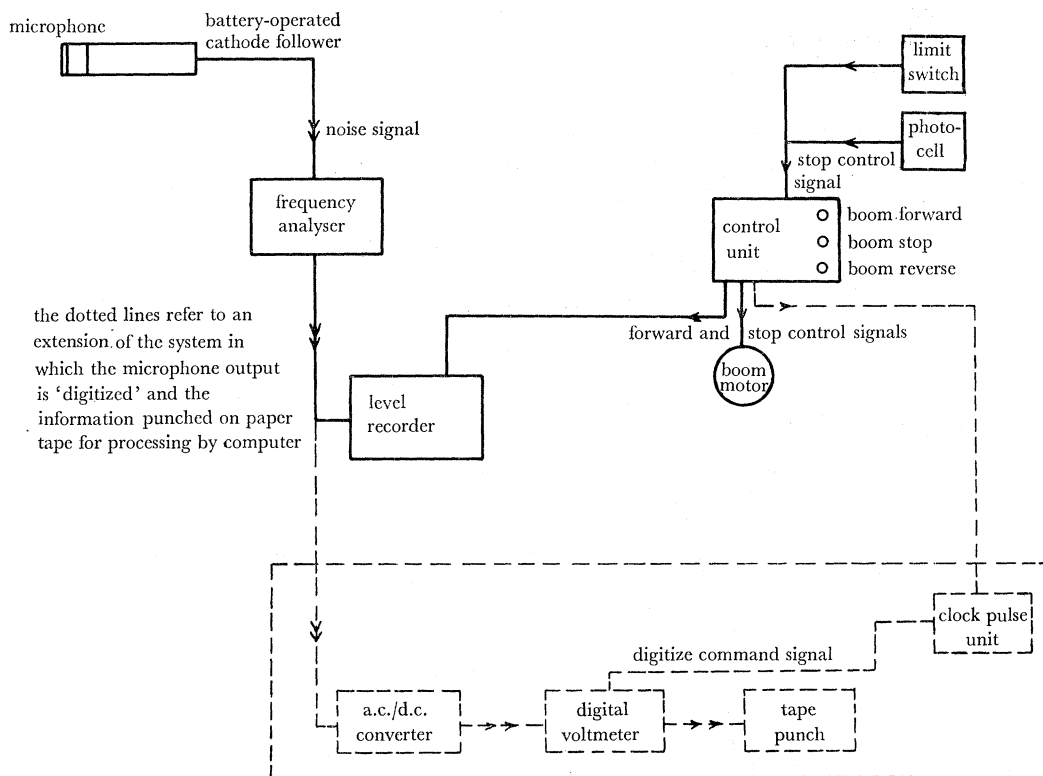 microphone
battery-operated
cathode follower
noise signal
frequency
analyser
limit
switch
photo-
cell
stop control
signal
control
unit
boom forward
boom stop
boom reverse
forward and
stop control signals
boom
motor
the dotted lines refer to an
extension of the system in
which the microphone output
is ‘digitized’ and the
information punched on paper
tape for processing by computer
level
recorder
clock pulse
unit
digitize command signal
a.c./d.c.
converter
digital
voltmeter
tape
punch